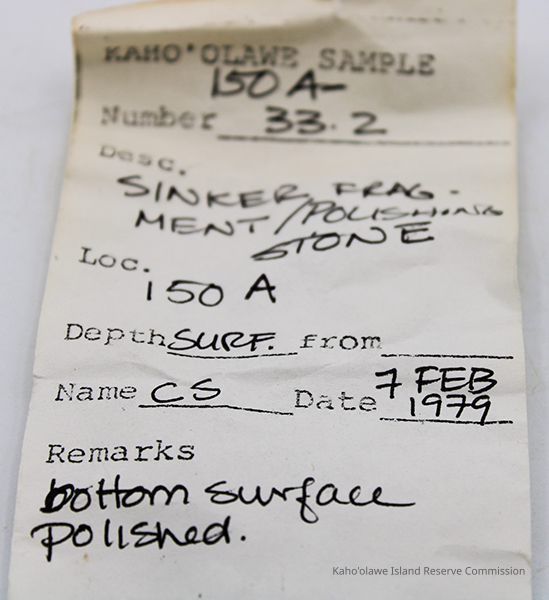 KAHO'OLAWE SAMPLE
150 A-
Number 33.2
Desc.
SINKER FRAG-
MENT/POLISHING
STONE
Loc.
150 A
Depth SURF. from
Name CS Date 7 FEB
1979
Remarks
bottom surface
polished.
Kaho'olawe Island Reserve Commission